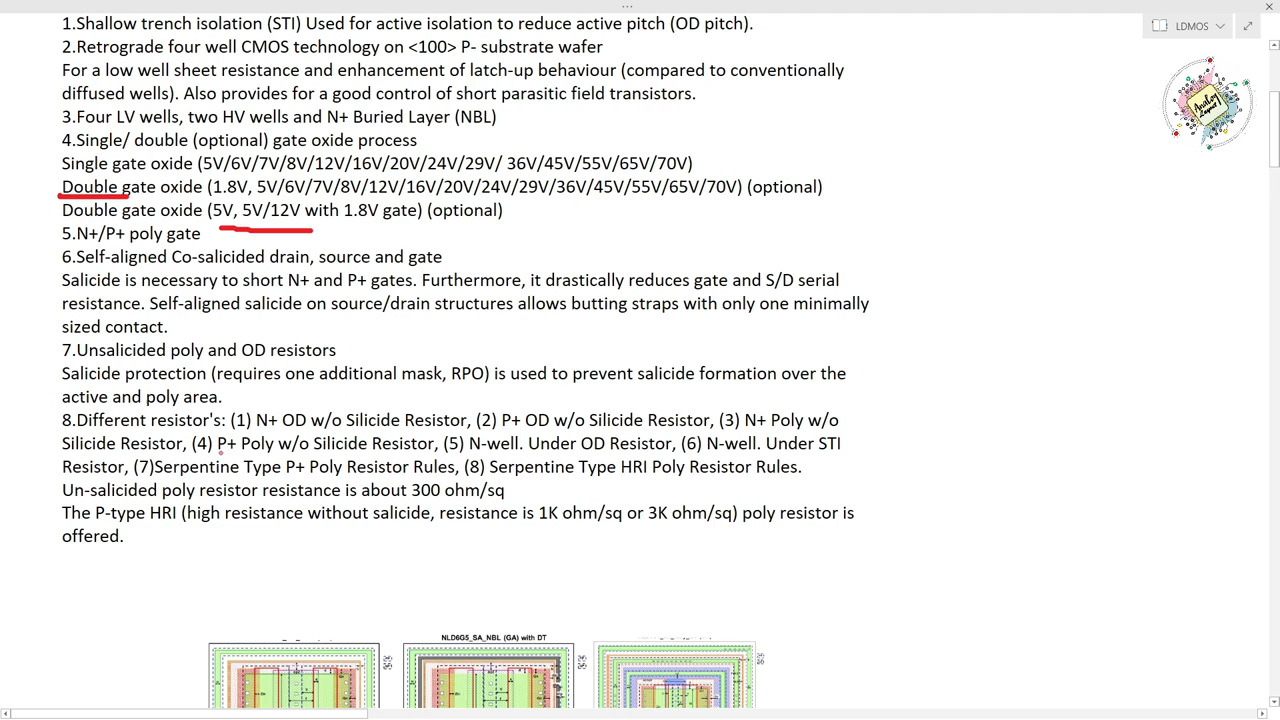 1.Shallow trench isolation (STI) Used for active isolation to reduce active pitch (OD pitch).
2.Retrograde four well CMOS technology on <100> P- substrate wafer
For a low well sheet resistance and enhancement of latch-up behaviour (compared to conventionally
diffused wells). Also provides for a good control of short parasitic field transistors.
3.Four LV wells, two HV wells and N+ Buried Layer (NBL)
4.Single/ double (optional) gate oxide process
Single gate oxide (5V/6V/7V/8V/12V/16V/20V/24V/29V/ 36V/45V/55V/65V/70V)
Double gate oxide (1.8V, 5V/6V/7V/8V/12V/16V/20V/24V/29V/36V/45V/55V/65V/70V) (optional)
Double gate oxide (5V, 5V/12V with 1.8V gate) (optional)
5.N+/P+ poly gate
6.Self-aligned Co-salicided drain, source and gate
Salicide is necessary to short N+ and P+ gates. Furthermore, it drastically reduces gate and S/D serial
resistance. Self-aligned salicide on source/drain structures allows butting straps with only one minimally
sized contact.
7.Unsalicided poly and OD resistors
Salicide protection (requires one additional mask, RPO) is used to prevent salicide formation over the
active and poly area.
8.Different resistor's: (1) N+ OD w/o Silicide Resistor, (2) P+ OD w/o Silicide Resistor, (3) N+ Poly w/o
Silicide Resistor, (4) P+ Poly w/o Silicide Resistor, (5) N-well. Under OD Resistor, (6) N-well. Under STI
Resistor, (7)Serpentine Type P+ Poly Resistor Rules, (8) Serpentine Type HRI Poly Resistor Rules.
Un-salicided poly resistor resistance is about 300 ohm/sq
The P-type HRI (high resistance without salicide, resistance is 1K ohm/sq or 3K ohm/sq) poly resistor is
offered.
NLD6G5_SA_NBL (GA) with DT
LDMOS
Analog
Layout